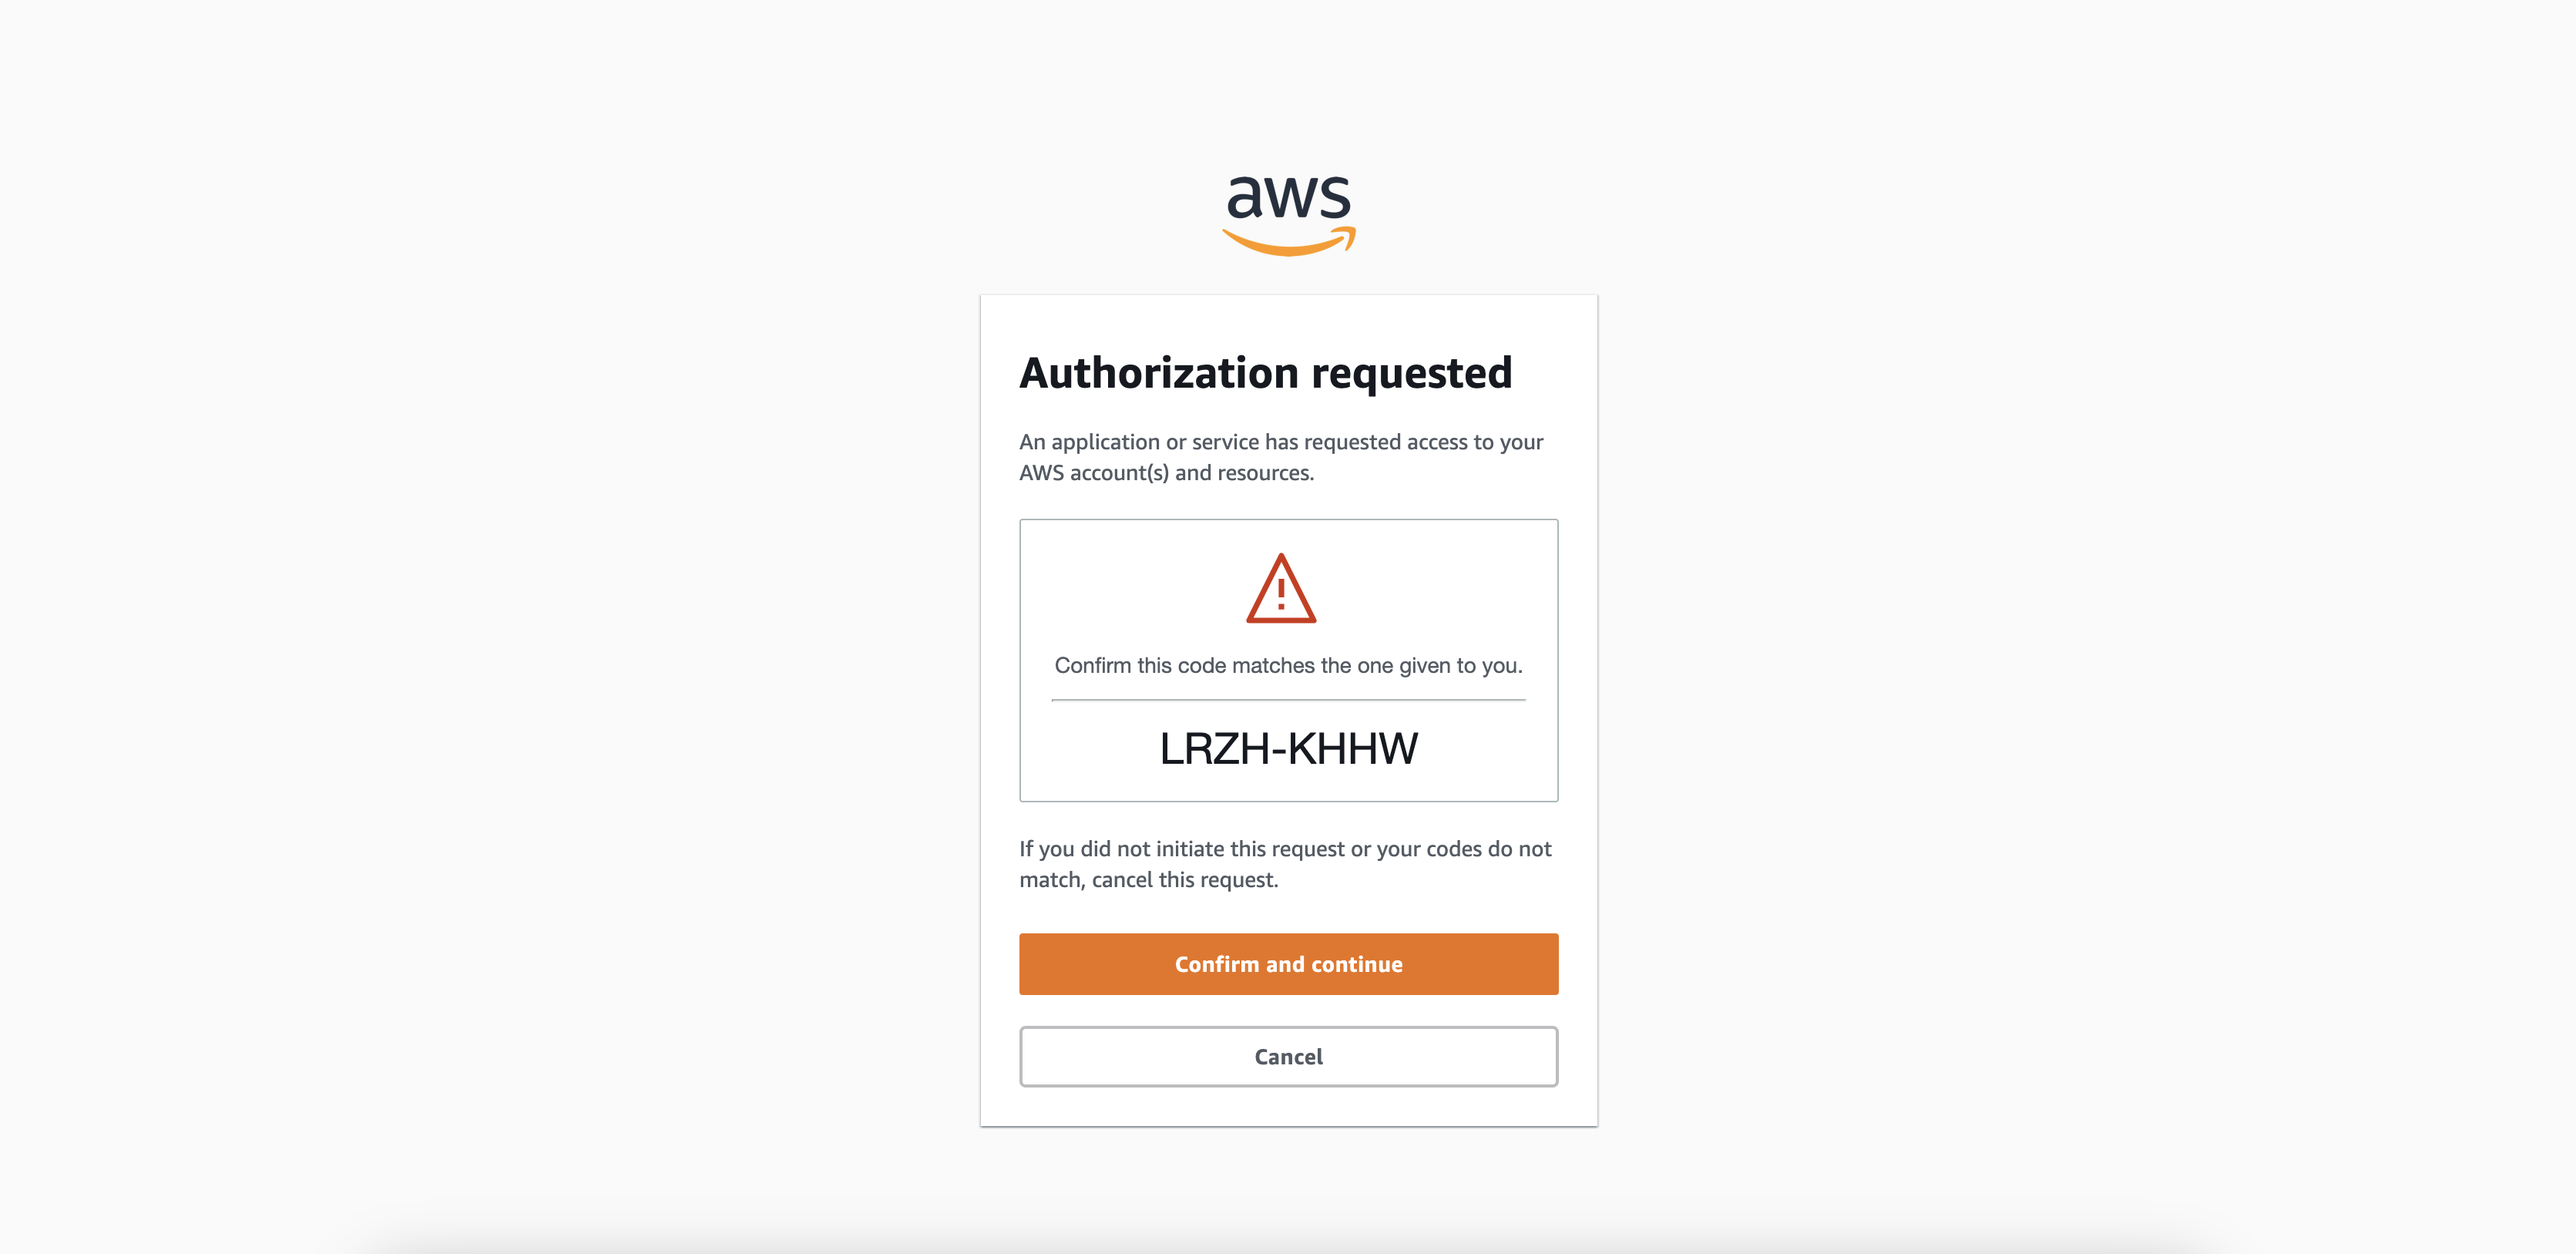 aws
Authorization requested
An application or service has requested access to your
AWS account(s) and resources.
Confirm this code matches the one given to you.
LRZH-KHHW
If you did not initiate this request or your codes do not
match, cancel this request.
Confirm and continue
Cancel